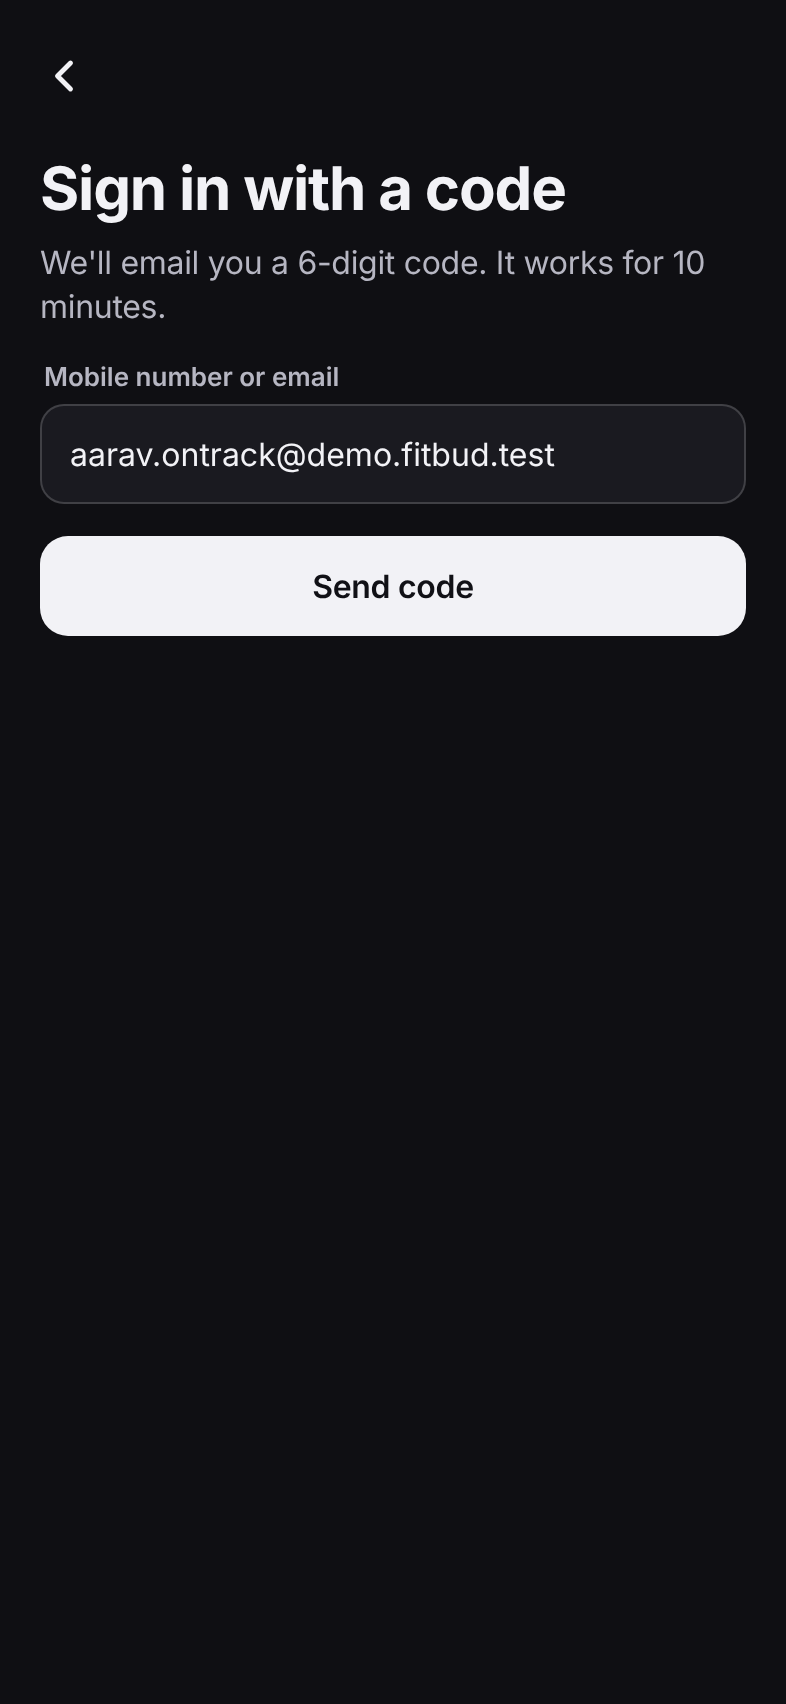 Sign in with a code
We'll email you a 6-digit code. It works for 10
minutes.
Mobile number or email
aarav.ontrack@demo.fitbud.test
Send code